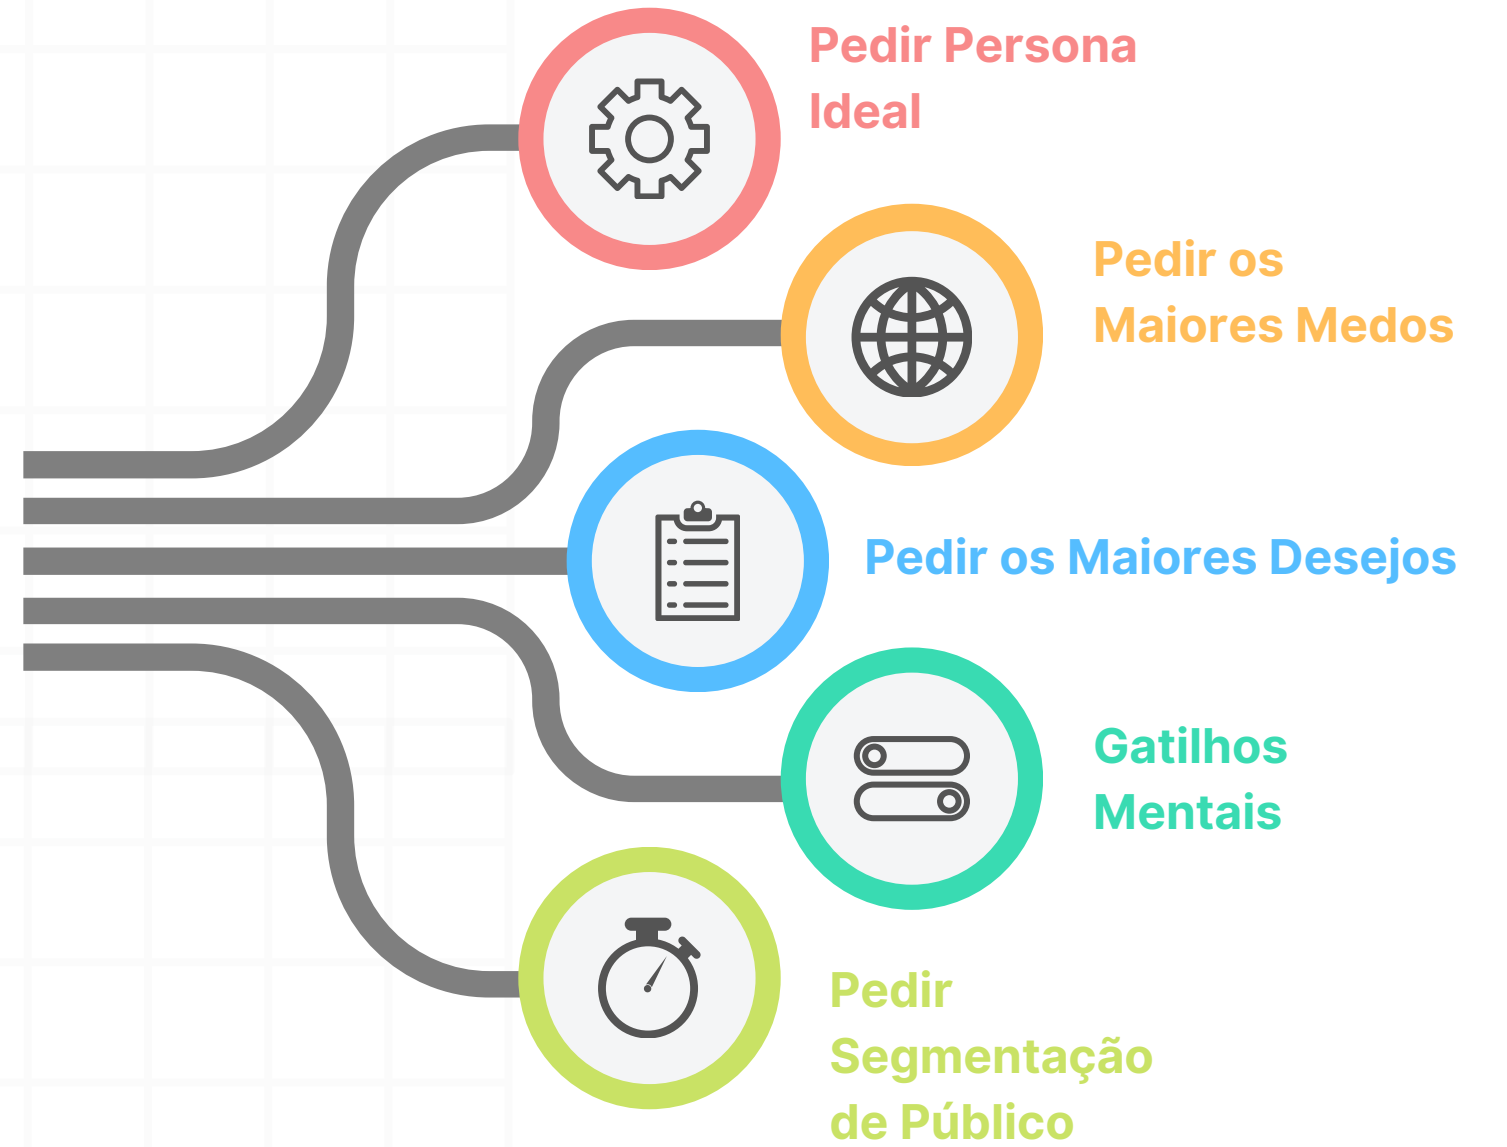 Pedir Persona
Ideal
Pedir os
Maiores Medos
Pedir os Maiores Desejos
Gatilhos
Mentais
Pedir
Segmentação
de Público